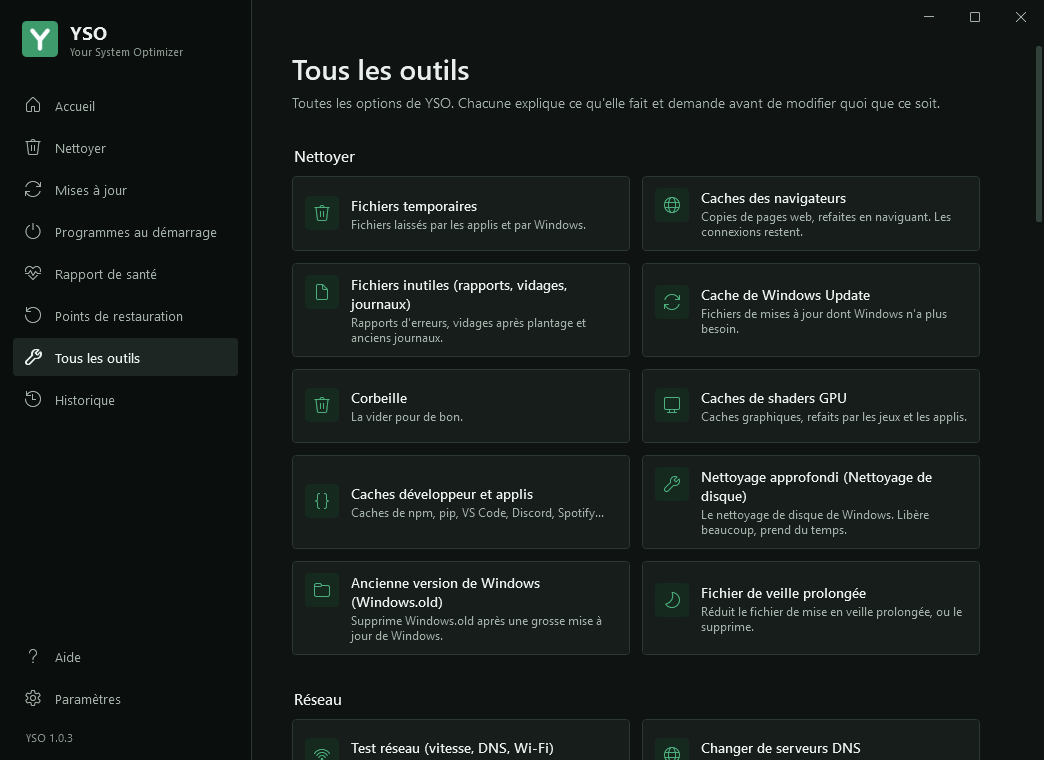 Y
YSO
Your System Optimizer
Accueil
Nettoyer
Mises à jour
Programmes au démarrage
Rapport de santé
Points de restauration
Tous les outils
Historique
Aide
Paramètres
YSO 1.0.3
Tous les outils
Toutes les options de YSO. Chacune explique ce qu'elle fait et demande avant de modifier quoi que ce soit.
Nettoyer
Fichiers temporaires
Fichiers laissés par les applis et par Windows.
Caches des navigateurs
Copies de pages web, refaites en naviguant. Les
connexions restent.
Fichiers inutiles (rapports, vidages,
journaux)
Rapports d'erreurs, vidages après plantage et
anciens journaux.
Cache de Windows Update
Fichiers de mises à jour dont Windows n'a plus
besoin.
Corbeille
La vider pour de bon.
Caches de shaders GPU
Caches graphiques, refaits par les jeux et les applis.
Caches développeur et applis
Caches de npm, pip, VS Code, Discord, Spotify...
Nettoyage approfondi (Nettoyage de
disque)
Le nettoyage de disque de Windows. Libère
beaucoup, prend du temps.
Ancienne version de Windows
(Windows.old)
Supprime Windows.old après une grosse mise à
jour de Windows.
Fichier de veille prolongée
Réduit le fichier de mise en veille prolongée, ou le
supprime.
Réseau
Test réseau (vitesse, DNS, Wi-Fi)
Changer de serveurs DNS